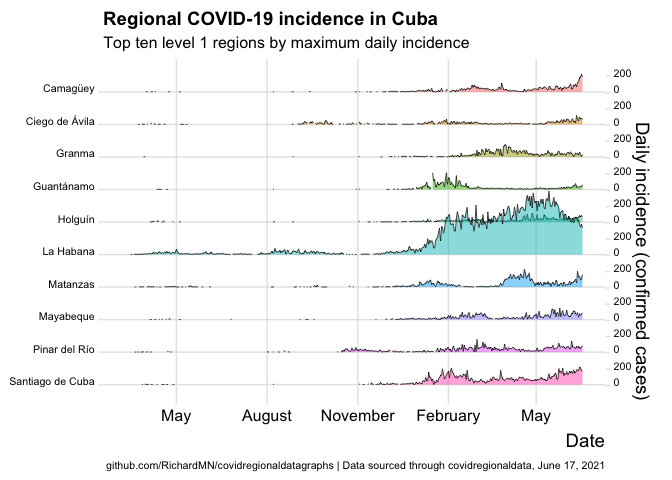 Regional COVID-19 incidence in Cuba
Top ten level 1 regions by maximum daily incidence
Camagüey
200
0
Ciego de Ávila
200
0
Granma
200
0
Guantánamo
200
0
Holguín
200
0
La Habana
200
0
Matanzas
200
0
Mayabeque
200
0
Pinar del Río
200
0
Santiago de Cuba
200
0
Daily incidence (confirmed cases)
May August November February May
Date
github.com/RichardMN/covidregionaldatagraphs | Data sourced through covidregionaldata, June 17, 2021